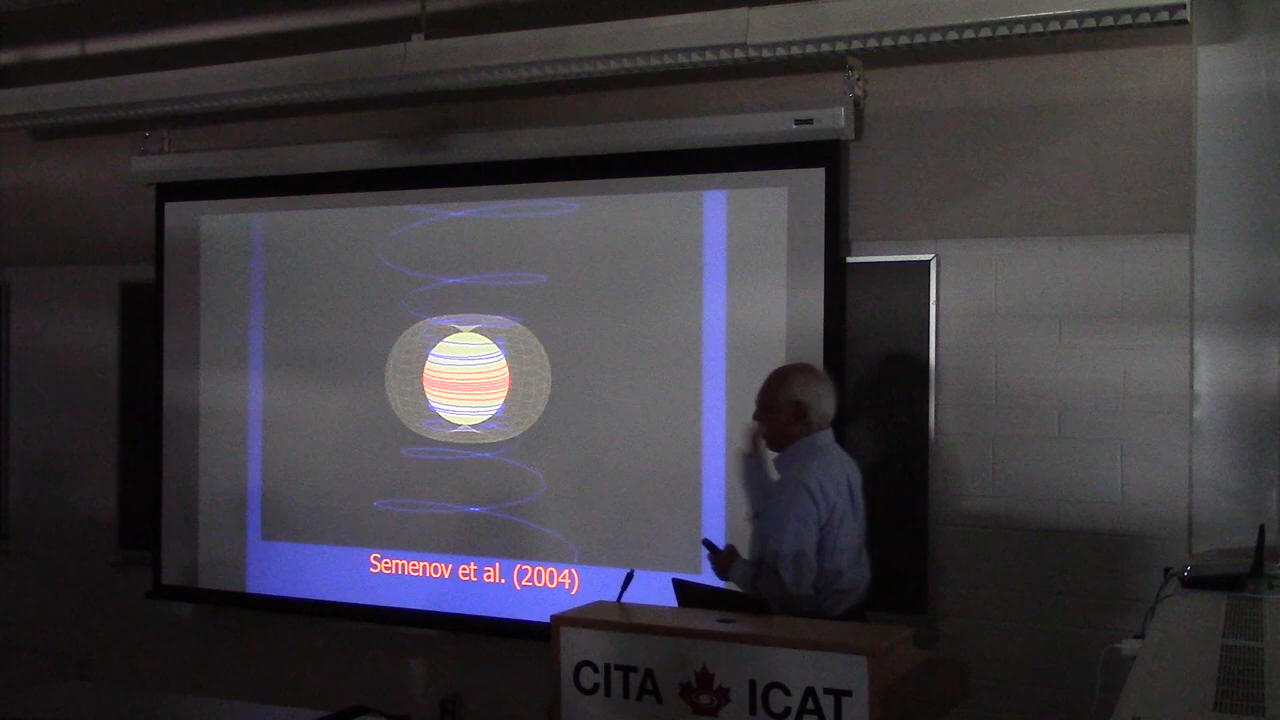 Semenov et al. (2004)
CITA ICAT